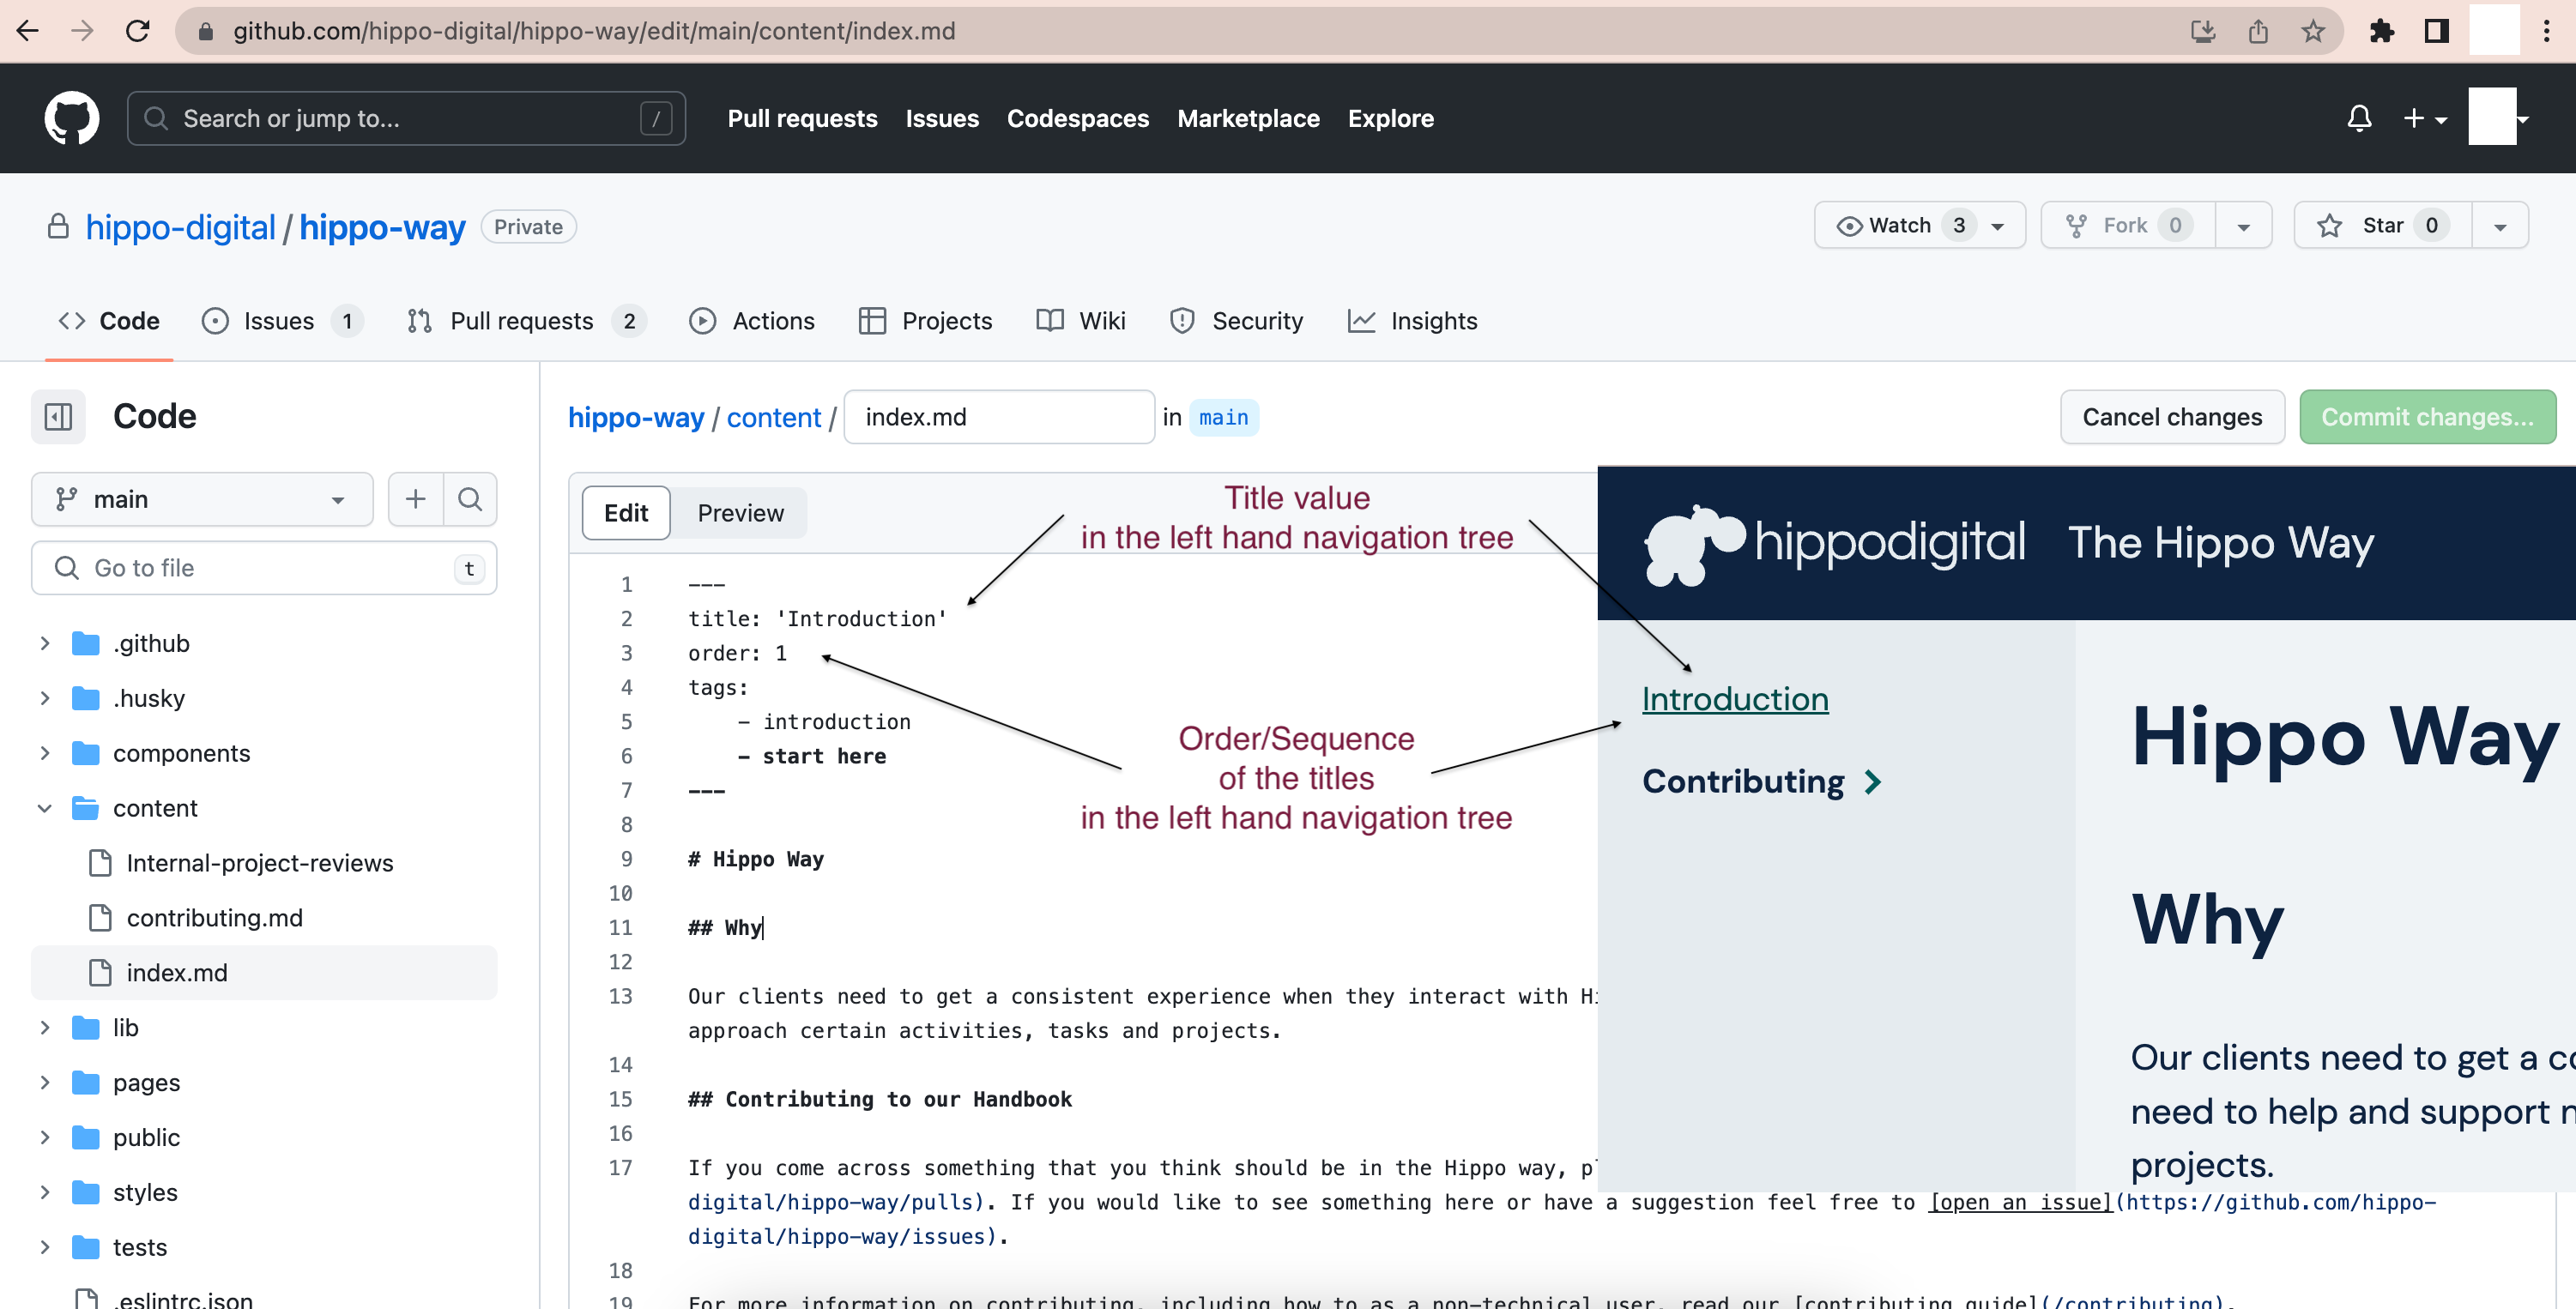 github.com/hippo-digital/hippo-way/edit/main/content/index.md
Search or jump to... /
Pull requests Issues Codespaces Marketplace Explore
hippo-digital / hippo-way Private
Watch 3 Fork 0 Star 0
Code Issues 1 Pull requests 2 Actions Projects Wiki Security Insights
Code
main
Go to file t
.github
.husky
components
content
Internal-project-reviews
contributing.md
index.md
lib
pages
public
styles
tests
.eslintrc.json
hippo-way / content / index.md in main
Cancel changes Commit changes...
Edit Preview
1 ---
2 title: 'Introduction'
3 order: 1
4 tags:
5 - introduction
6 - start here
7 ---
8
9 # Hippo Way
10
11 ## Why
12
13 Our clients need to get a consistent experience when they interact with Hi
approach certain activities, tasks and projects.
14
15 ## Contributing to our Handbook
16
17 If you come across something that you think should be in the Hippo way, pl
digital/hippo-way/pulls). If you would like to see something here or have a suggestion feel free to [open an issue](https://github.com/hippo-
digital/hippo-way/issues).
18
19 For more information on contributing, including how to as a non-technical user, read our [contributing guide](/contributing).
Title value
in the left hand navigation tree
Order/Sequence
of the titles
in the left hand navigation tree
hippodigital The Hippo Way
Introduction
Contributing
Hippo Way
Why
Our clients need to get a co
need to help and support n
projects.